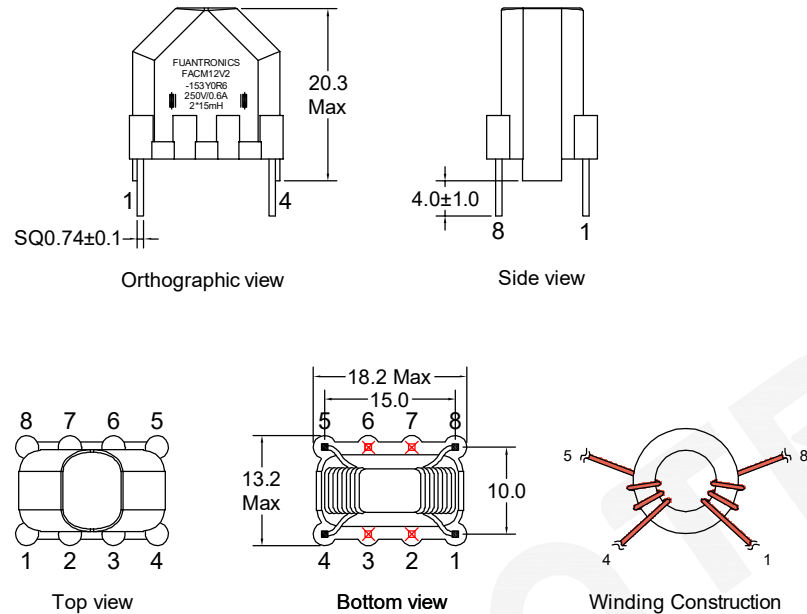 FUANTRONICS
FACM12V2
-153Y0R6
250V/0.6A
2*15mH
20.3
Max
1
4
SQ0.74±0.1
Orthographic view
4.0±1.0
8
1
Side view
8 7 6 5
1 2 3 4
Top view
18.2 Max
15.0
5 6 7 8
13.2
Max
10.0
4 3 2 1
Bottom view
5
8
4
1
Winding Construction